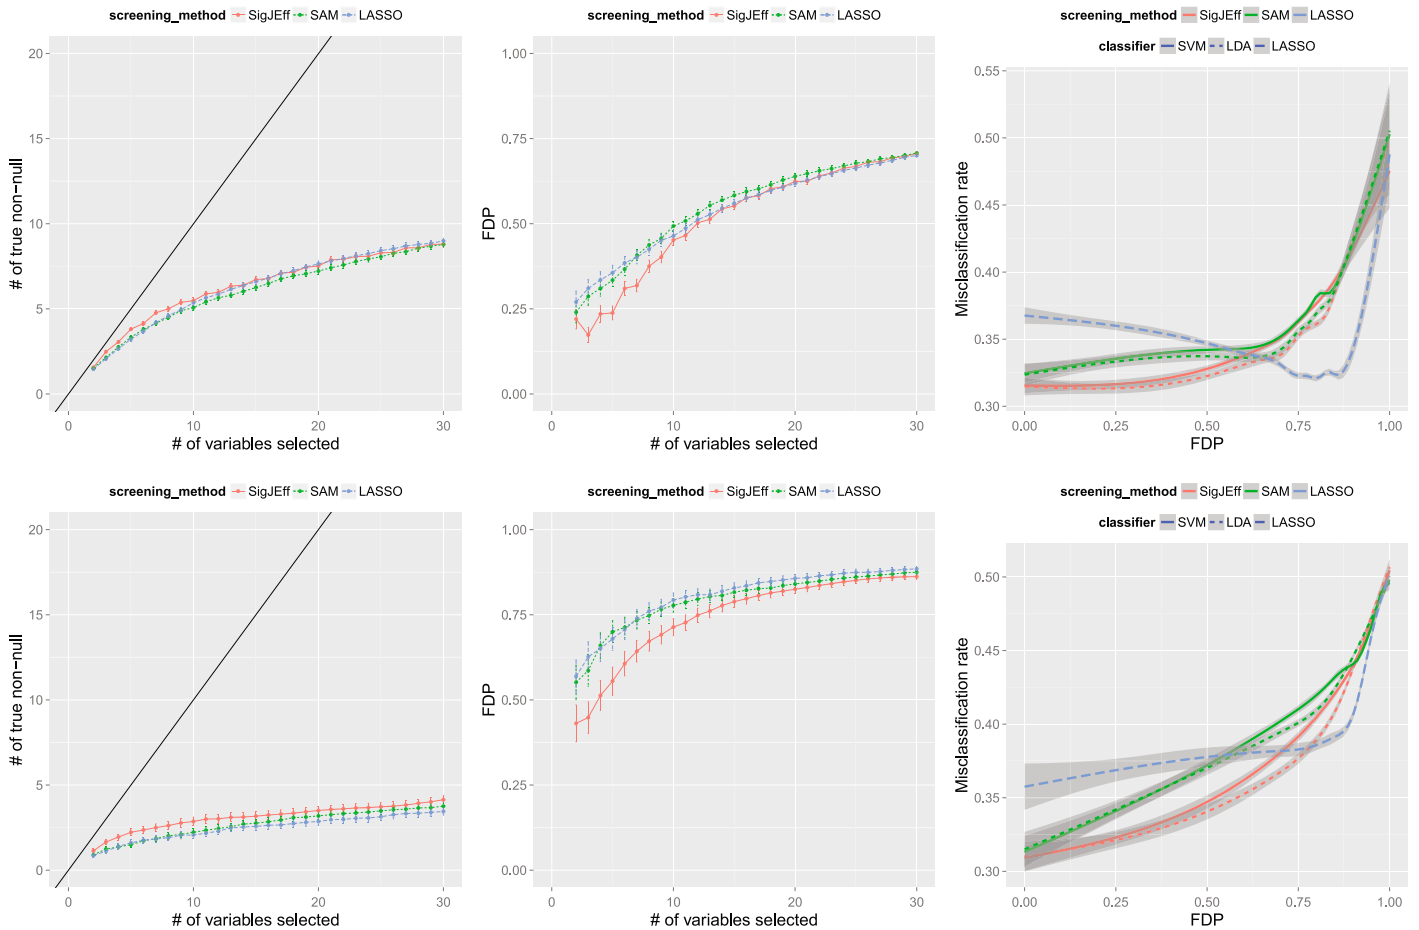 screening_method SigJEff SAM LASSO
# of true non-null
20
15
10
5
0
0 10 20 30
# of variables selected
screening_method SigJEff SAM LASSO
FDP
1.00
0.75
0.50
0.25
0.00
0 10 20 30
# of variables selected
screening_method SigJEff SAM LASSO
classifier SVM LDA LASSO
Misclassification rate
0.55
0.50
0.45
0.40
0.35
0.30
0.00 0.25 0.50 0.75 1.00
FDP
screening_method SigJEff SAM LASSO
# of true non-null
20
15
10
5
0
0 10 20 30
# of variables selected
screening_method SigJEff SAM LASSO
FDP
1.00
0.75
0.50
0.25
0.00
0 10 20 30
# of variables selected
screening_method SigJEff SAM LASSO
classifier SVM LDA LASSO
Misclassification rate
0.50
0.45
0.40
0.35
0.30
0.00 0.25 0.50 0.75 1.00
FDP